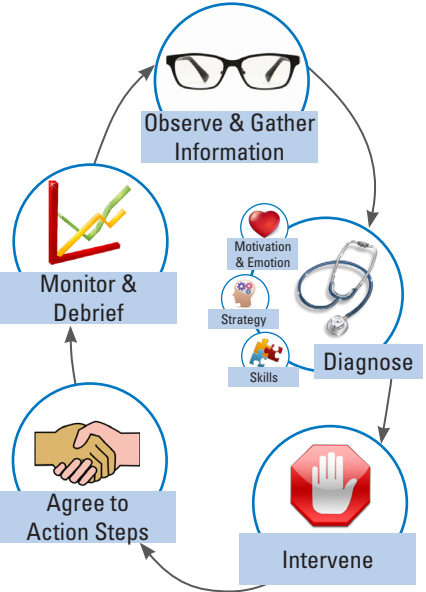 Observe & Gather
Information
Motivation
& Emotion
Strategy
Skills
Diagnose
Intervene
Agree to
Action Steps
Monitor &
Debrief